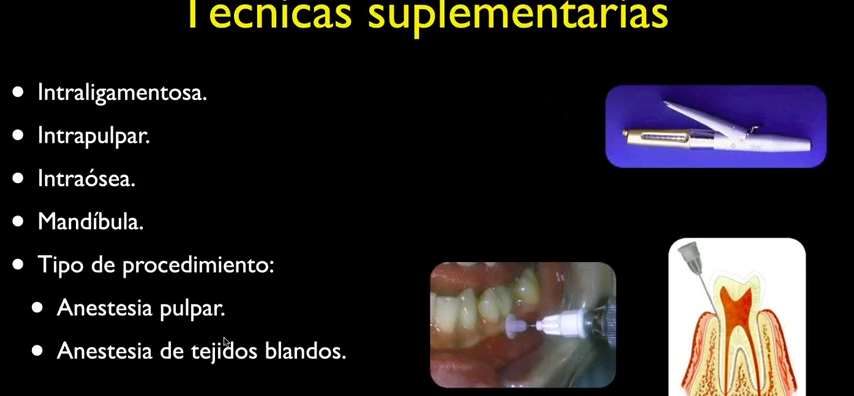 Técnicas suplementarias
Intraligamentosa.
Intrapulpar.
Intraósea.
Mandíbula.
Tipo de procedimiento:
Anestesia pulpar.
Anestesia de tejidos blandos.